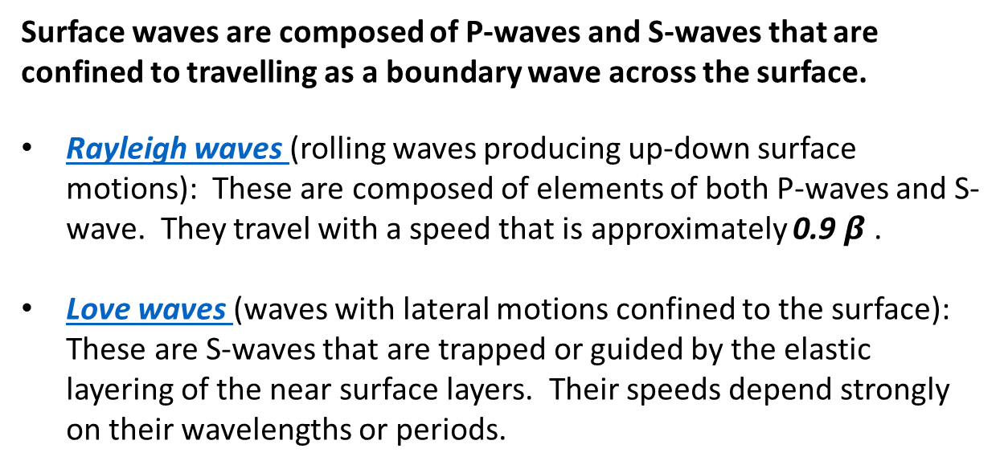 Surface waves are composed of P-waves and S-waves that are
confined to travelling as a boundary wave across the surface.
• Rayleigh waves (rolling waves producing up-down surface
motions): These are composed of elements of both P-waves and S-
wave. They travel with a speed that is approximately 0.9 β .
• Love waves (waves with lateral motions confined to the surface):
These are S-waves that are trapped or guided by the elastic
layering of the near surface layers. Their speeds depend strongly
on their wavelengths or periods.